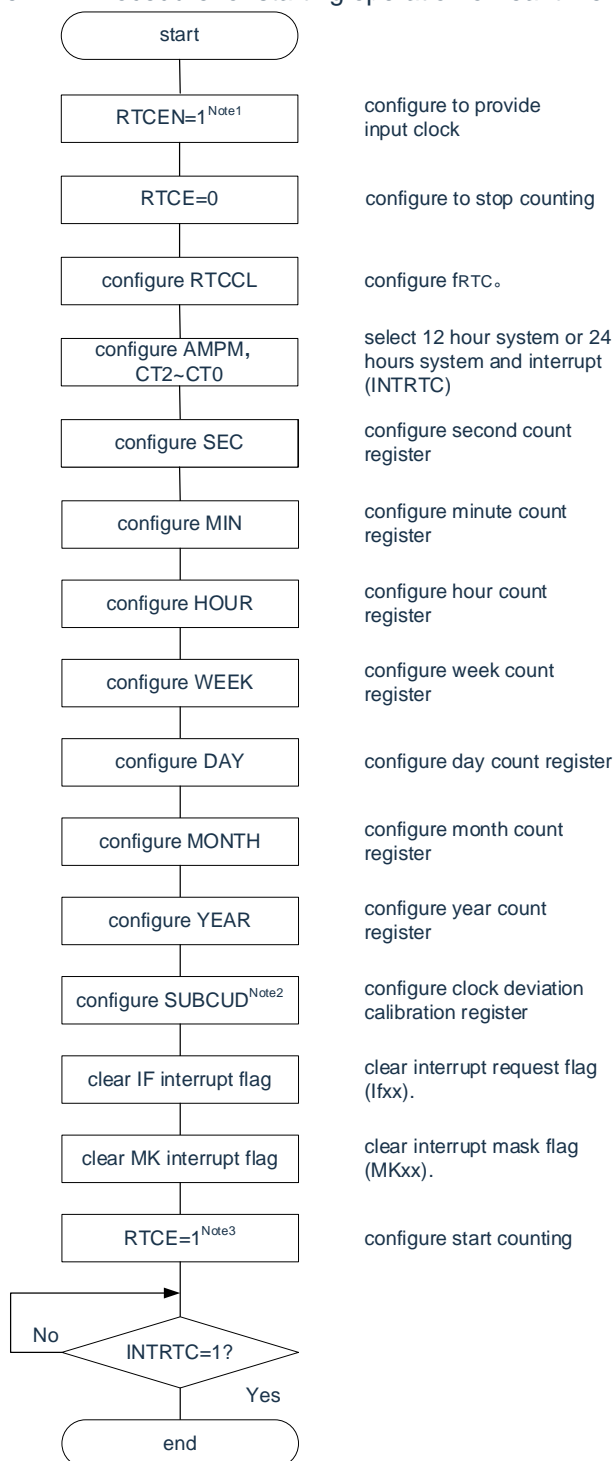 Procedure for starting operation of
start
RTCEN=1Note1
configure to provide
input clock
RTCE=0
configure to stop counting
configure RTCCL
configure fRTC。
configure AMPM，
CT2~CT0
select 12 hour system or 24
hours system and interrupt
(INTRTC)
configure SEC
configure second count
register
configure MIN
configure minute count
register
configure HOUR
configure hour count
register
configure WEEK
configure week count
register
configure DAY
configure day count register
configure MONTH
configure month count
register
configure YEAR
configure year count
register
configure SUBCUDNote2
configure clock deviation
calibration register
clear IF interrupt flag
clear interrupt request flag
(Ifxx).
clear MK interrupt flag
clear interrupt mask flag
(MKxx).
RTCE=1Note3
configure start counting
No
INTRTC=1?
Yes
end